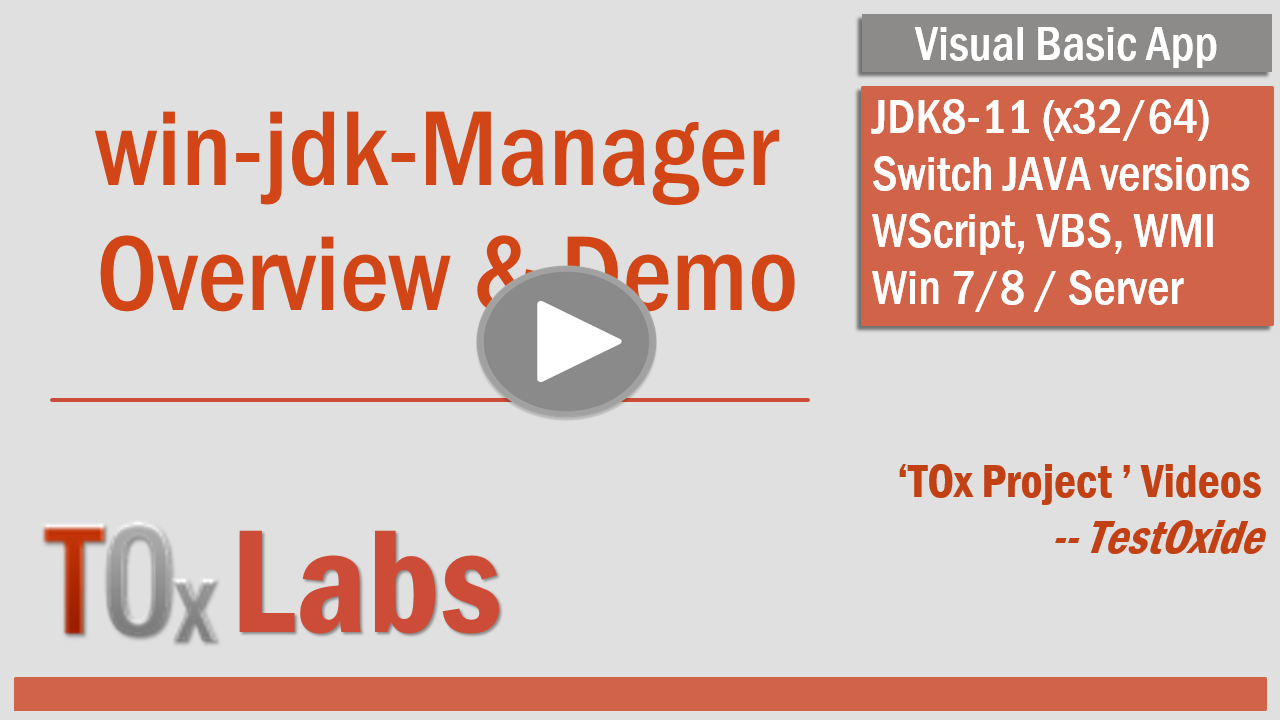 Visual Basic App
win-jdk-Manager
Overview & Demo
JDK8-11 (x32/64)
Switch JAVA versions
WScript, VBS, WMI
Win 7/8 / Server
‘TOx Project ’ Videos
-- TestOxide
TOx Labs